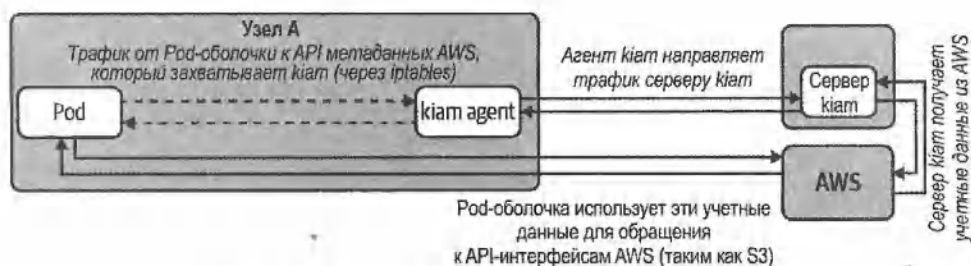 Узел А
Трафик от Pod-оболочки к API метаданных AWS,
который захватывает kiam (через iptables)
Pod
kiam agent
Агент kiam направляет
трафик серверу kiam
Сервер
kiam
AWS
Сервер kiam получает
учетные данные из AWS
Pod-оболочка использует эти учетные
данные для обращения
к API-интерфейсам AWS (таким как S3)